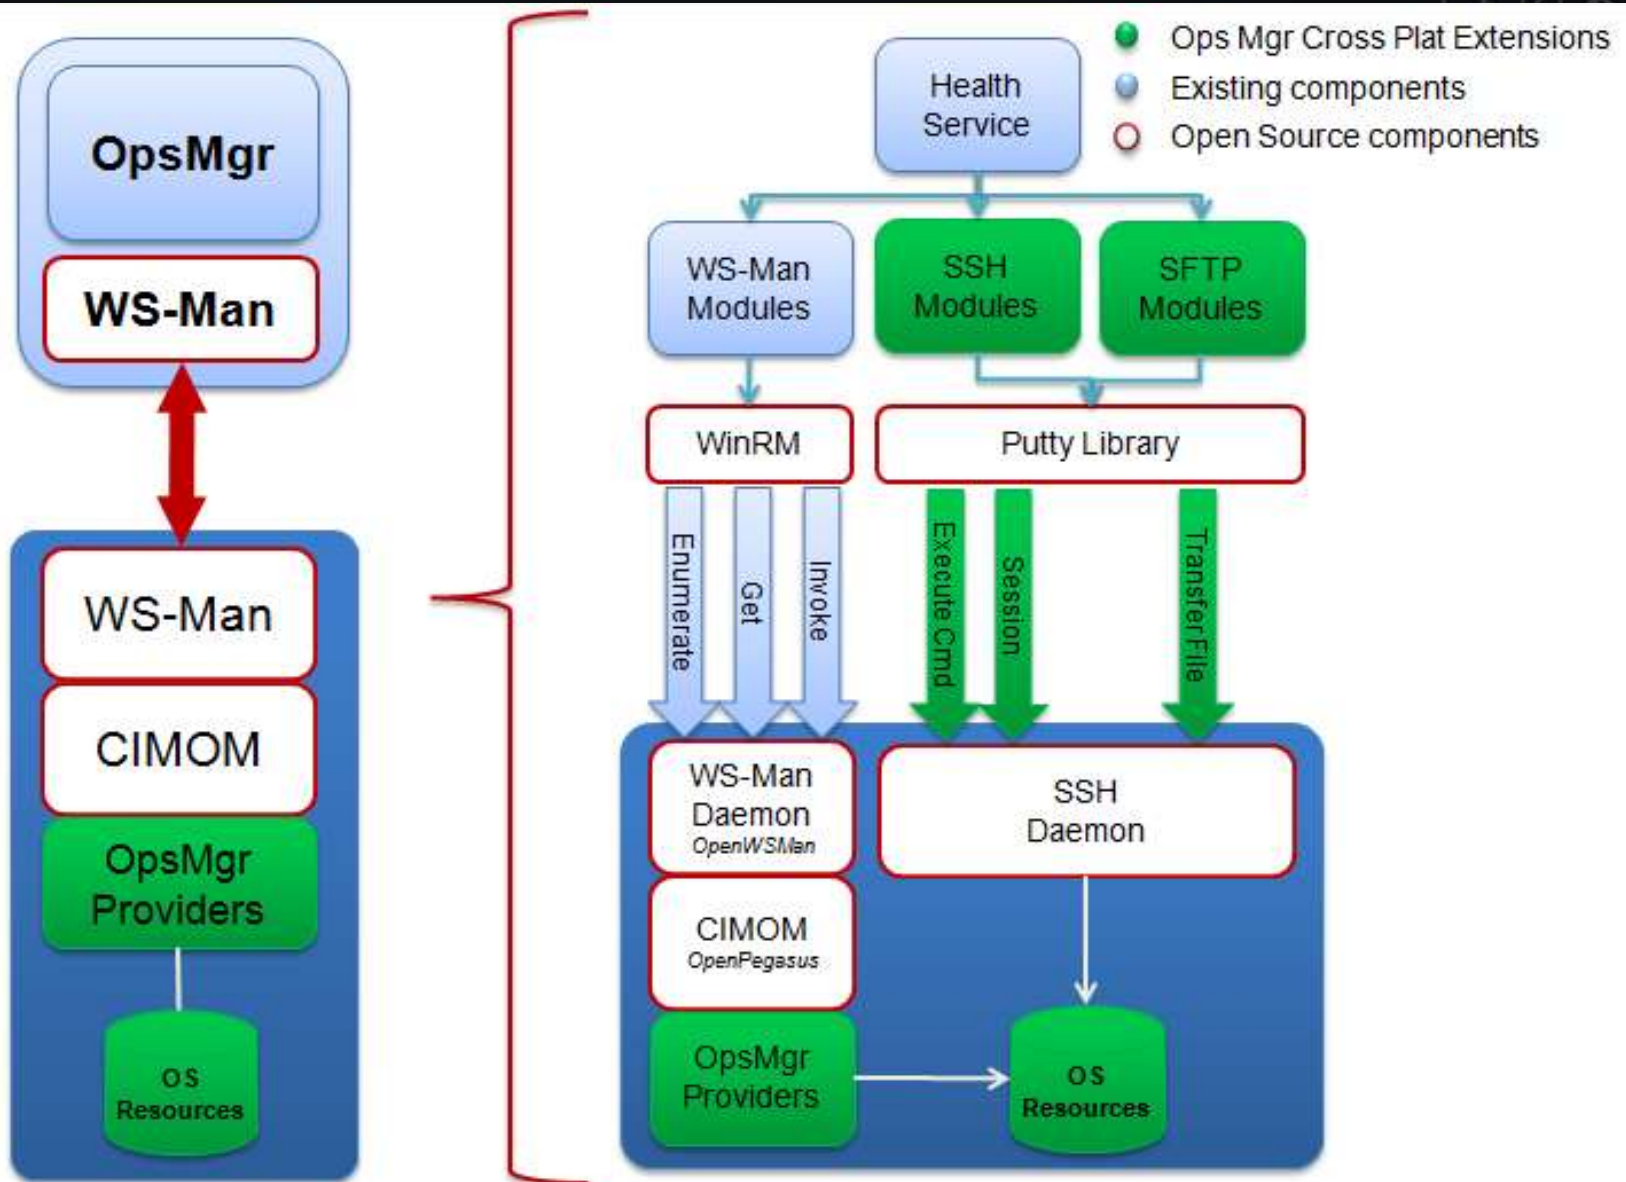 OpsMgr
WS-Man
WS-Man
CIMOM
OpsMgr
Providers
OS
Resources
Health
Service
Ops Mgr Cross Plat Extensions
Existing components
Open Source components
WS-Man
Modules
SSH
Modules
SFTP
Modules
WinRM
Putty Library
Enumerate
Get
Invoke
Execute Cmd
Session
TransferFile
WS-Man
Daemon
OpenWSMan
SSH
Daemon
CIMOM
OpenPegasus
OpsMgr
Providers
OS
Resources